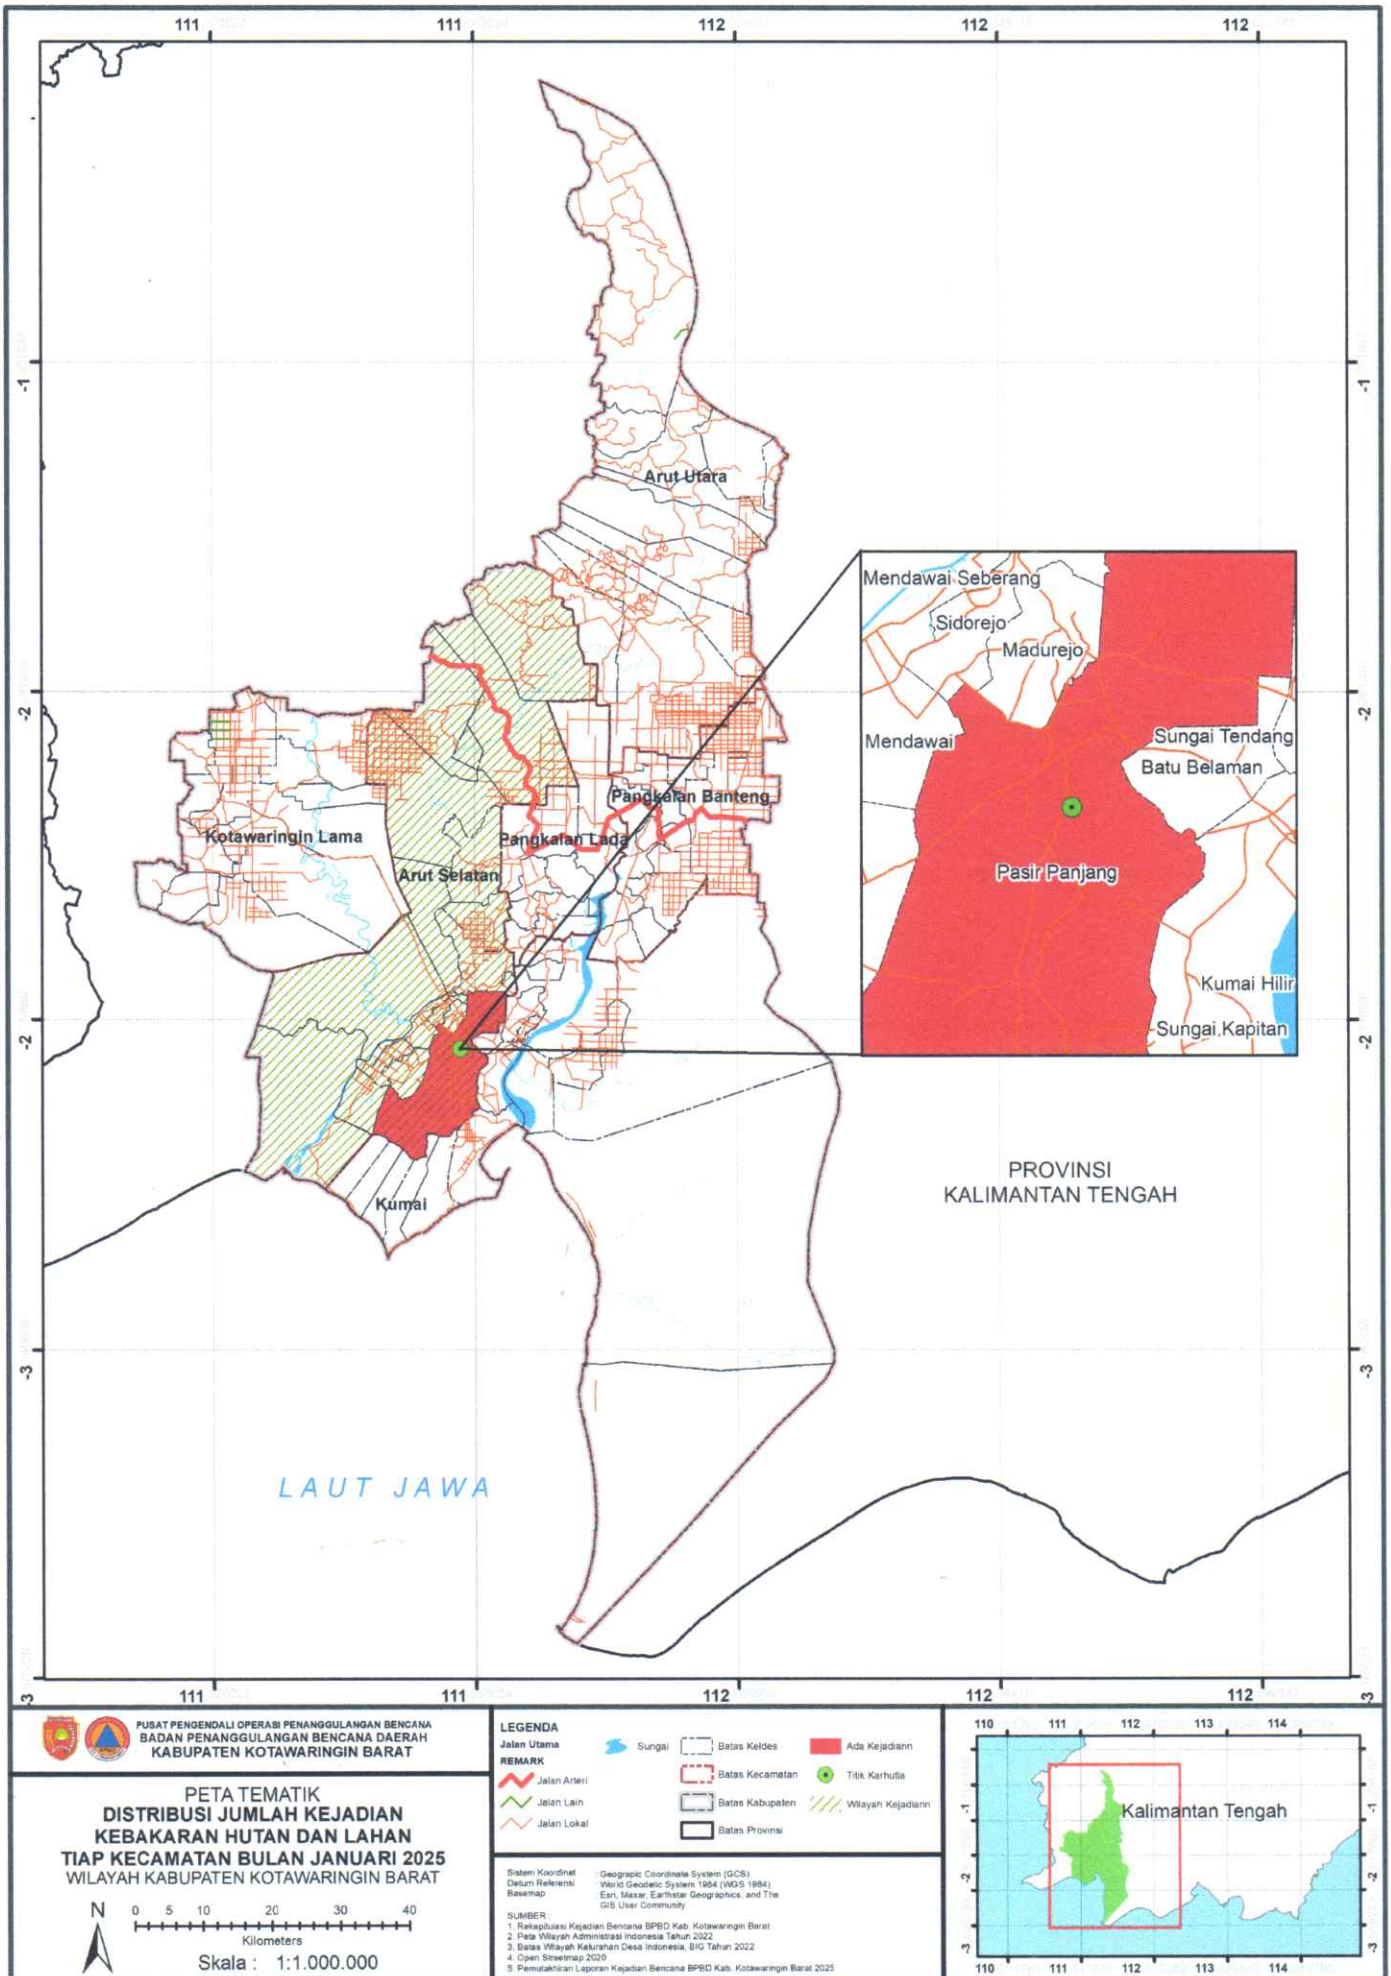 111 111 112 112 112
-1 -1
-2 -2
-2 -2
-3 -3
-3 -3
111 111 112 112 112
Arut Utara
Kotawaringin Lama
Arut Selatan
Pangkalan Lada
Pangkalan Banteng
Kumai
Mendawai Seberang
Sidorejo
Madurejo
Mendawai
Sungai Tendang
Batu Belaman
Pasir Panjang
Kumai Hilir
Sungai Kapitan
PROVINSI
KALIMANTAN TENGAH
LAUT JAWA
PUSAT PENGENDALI OPERASI PENANGGULANGAN BENCANA
BADAN PENANGGULANGAN BENCANA DAERAH
KABUPATEN KOTAWARINGIN BARAT
PETA TEMATIK
DISTRIBUSI JUMLAH KEJADIAN
KEBAKARAN HUTAN DAN LAHAN
TIAP KECAMATAN BULAN JANUARI 2025
WILAYAH KABUPATEN KOTAWARINGIN BARAT
N
0 5 10 20 30 40
Kilometers
Skala : 1:1.000.000
LEGENDA
Jalan Utama
REMARK
Jalan Arteri
Jalan Lain
Jalan Lokal
Sungai
Batas Keldes
Batas Kecamatan
Batas Kabupaten
Batas Provinsi
Ada Kejadiann
Titik Karhutla
Wilayah Kejadiann
Sistem Koordinat : Geograpic Coordinate System (GCS)
Datum Referensi : World Geodetic System 1984 (WGS 1984)
Basemap : Esri, Maxar, Earthstar Geographics, and The
GIS User Community
SUMBER :
1. Rekapitulasi Kejadian Bencana BPBD Kab. Kotawaringin Barat
2. Peta Wilayah Administrasi Indonesia Tahun 2022
3. Batas Wilayah Kelurahan Desa Indonesia, BIG Tahun 2022
4. Open Streetmap 2020
5. Pemutakhiran Laporan Kejadian Bencana BPBD Kab. Kotawaringin Barat 2025
110 111 112 113 114
-1 -1
-2 -2
-3 -3
Kalimantan Tengah
110 111 112 113 114